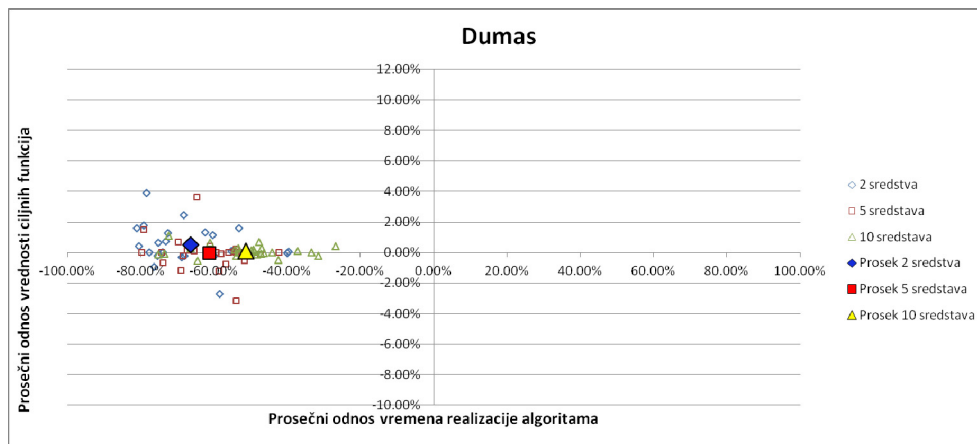 Dumas
Prosečni odnos vrednosti ciljnih funkcija
12.00%
10.00%
8.00%
6.00%
4.00%
2.00%
0.00%
-2.00%
-4.00%
-6.00%
-8.00%
-10.00%
-100.00% -80.00% -60.00% -40.00% -20.00% 0.00% 20.00% 40.00% 60.00% 80.00% 100.00%
Prosečni odnos vremena realizacije algoritama
2 sredstva
5 sredstava
10 sredstava
Prosek 2 sredstva
Prosek 5 sredstava
Prosek 10 sredstava